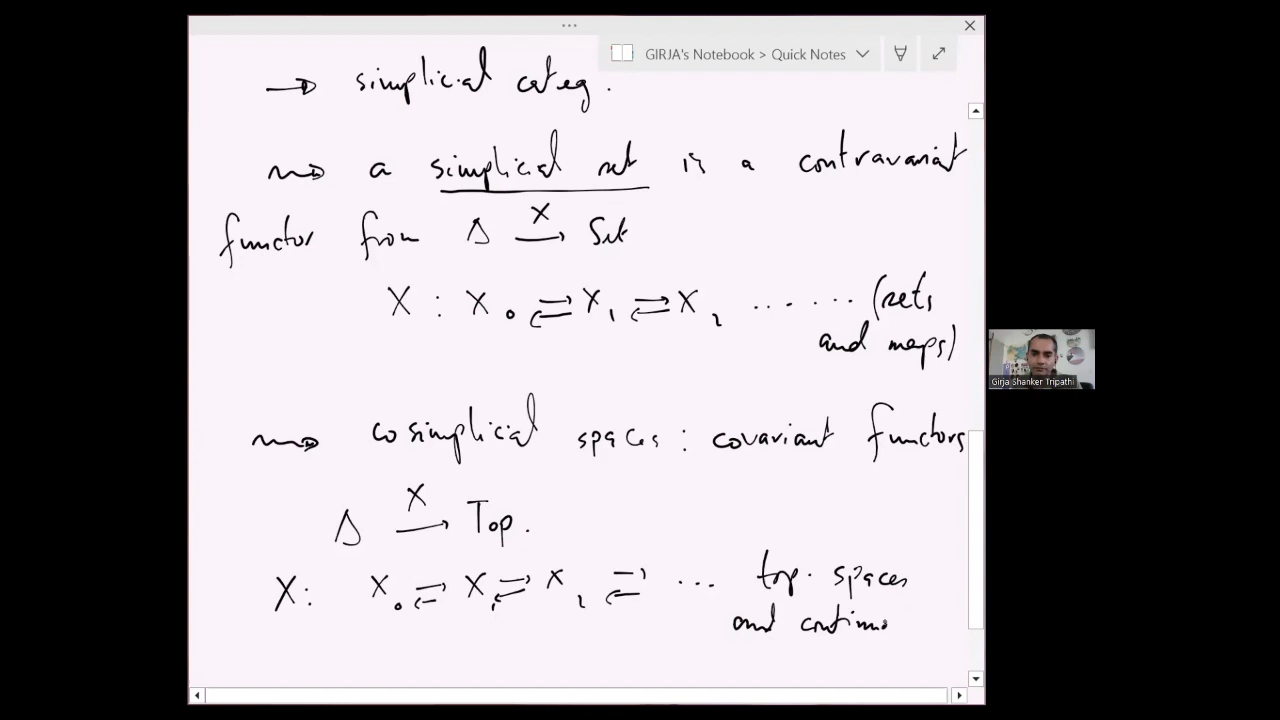 GIRJA's Notebook > Quick Notes
→ simplicial categ.
⇝ a simplicial set is a contravariant
functor from Δ —X→ Set
X : X₀ ⇄ X₁ ⇄ X₂ ...... (sets
and maps)
Girja Shanker Tripathi
⇝ cosimplicial spaces : covariant functors
Δ —X→ Top.
X: X₀ ⇄ X₁ ⇄ X₂ ⇄ ... top. spaces
and continu